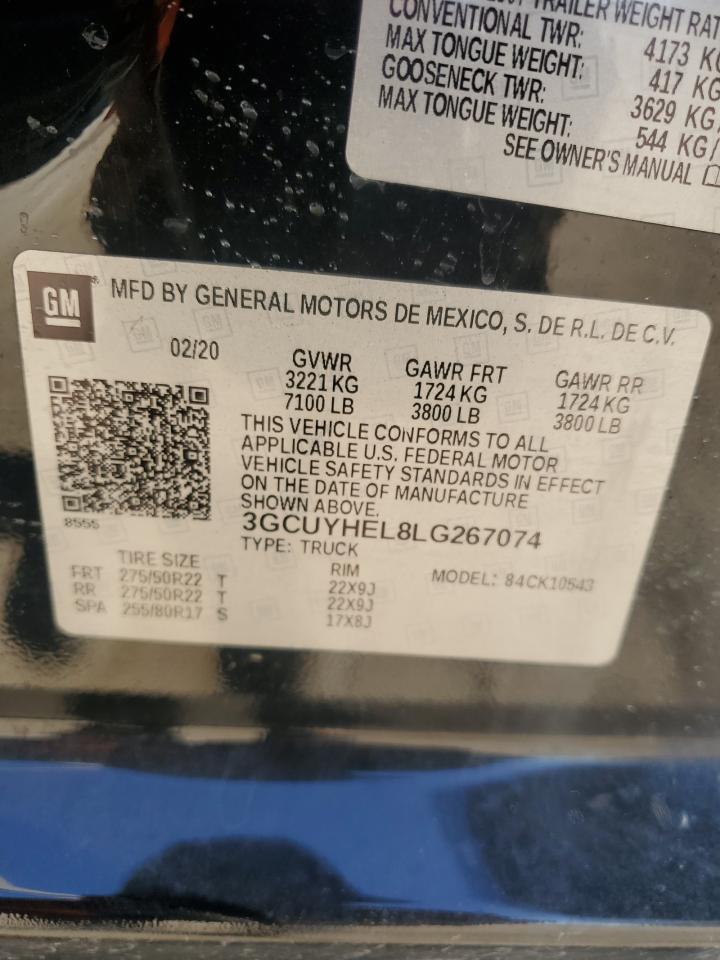 TRAILER WEIGHT RAT
CONVENTIONAL TWR: 4173 KG
MAX TONGUE WEIGHT: 417 KG
GOOSENECK TWR: 3629 KG
MAX TONGUE WEIGHT: 544 KG/
SEE OWNER'S MANUAL
GM
MFD BY GENERAL MOTORS DE MEXICO, S. DE R.L. DE C.V.
02/20
GVWR GAWR FRT GAWR RR
3221 KG 1724 KG 1724 KG
7100 LB 3800 LB 3800 LB
THIS VEHICLE CONFORMS TO ALL
APPLICABLE U.S. FEDERAL MOTOR
VEHICLE SAFETY STANDARDS IN EFFECT
ON THE DATE OF MANUFACTURE
SHOWN ABOVE.
8555
3GCUYHEL8LG267074
TYPE: TRUCK
MODEL: 84CK10543
TIRE SIZE RIM
FRT 275/50R22 T 22X9J
RR 275/50R22 T 22X9J
SPA 255/80R17 S 17X8J